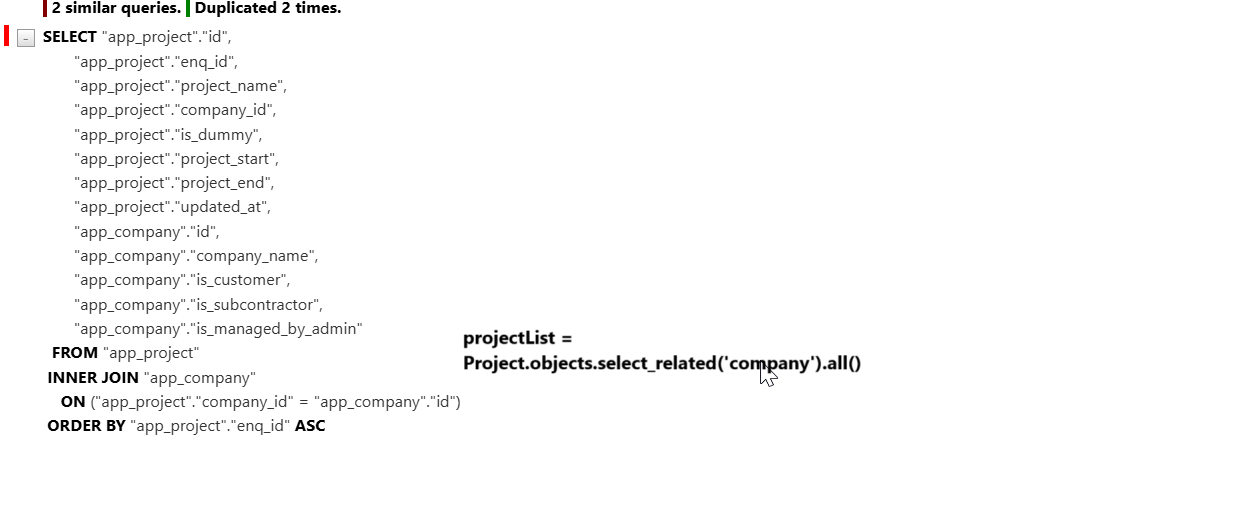 2 similar queries. Duplicated 2 times.
- SELECT "app_project"."id",
"app_project"."enq_id",
"app_project"."project_name",
"app_project"."company_id",
"app_project"."is_dummy",
"app_project"."project_start",
"app_project"."project_end",
"app_project"."updated_at",
"app_company"."id",
"app_company"."company_name",
"app_company"."is_customer",
"app_company"."is_subcontractor",
"app_company"."is_managed_by_admin"
FROM "app_project"
INNER JOIN "app_company"
ON ("app_project"."company_id" = "app_company"."id")
ORDER BY "app_project"."enq_id" ASC
projectList =
Project.objects.select_related('company').all()